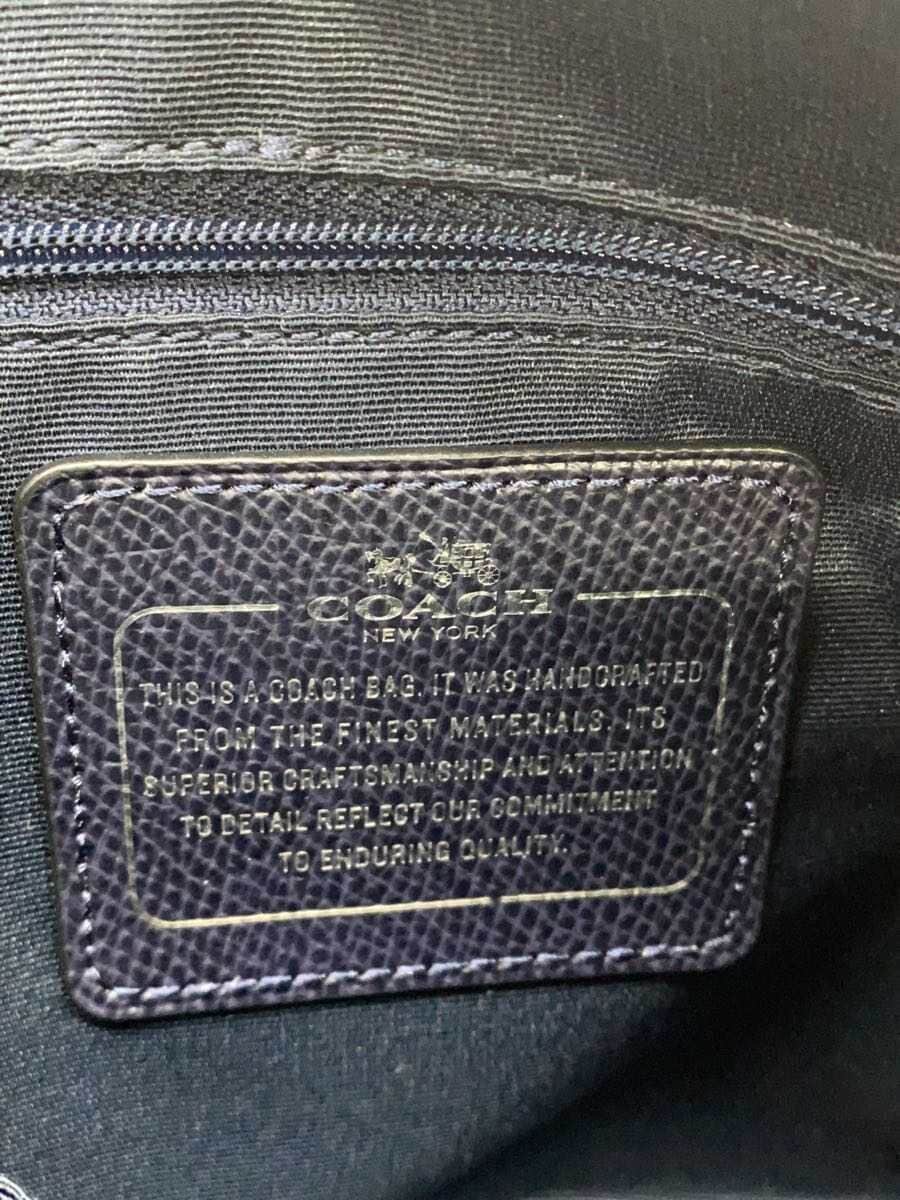 COACH
NEW YORK
THIS IS A COACH BAG. IT WAS HANDCRAFTED
FROM THE FINEST MATERIALS. ITS
SUPERIOR CRAFTSMANSHIP AND ATTENTION
TO DETAIL REFLECT OUR COMMITMENT
TO ENDURING QUALITY.